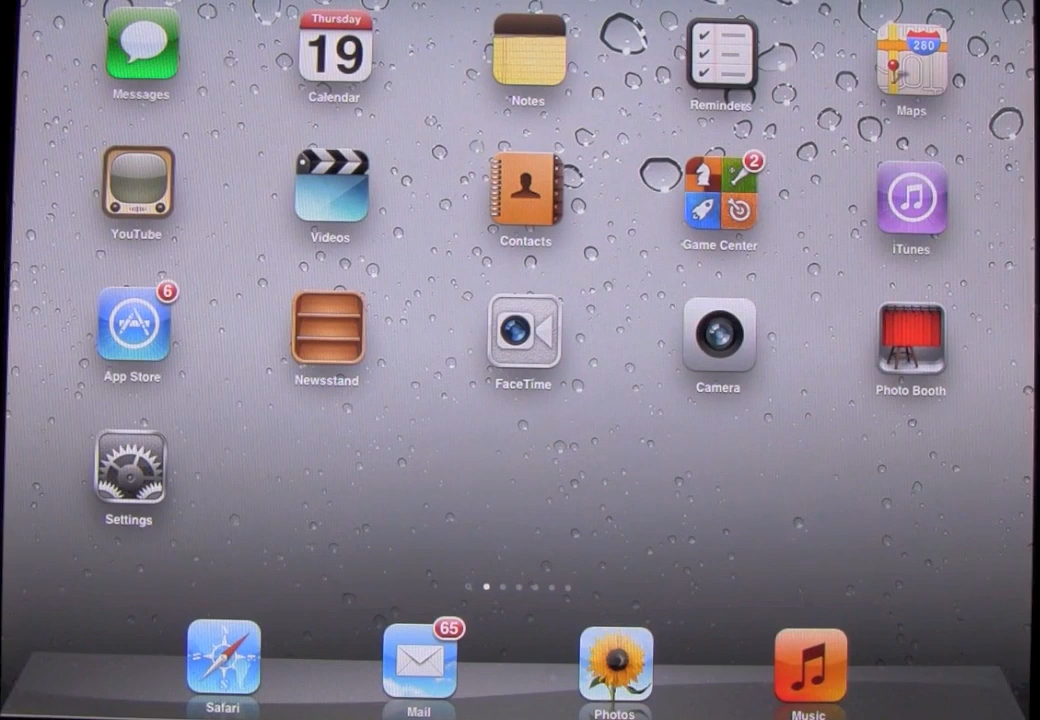 Thursday
19
280
Messages
Calendar
Notes
Reminders
Maps
2
YouTube
Videos
Contacts
Game Center
iTunes
6
App Store
Newsstand
FaceTime
Camera
Photo Booth
Settings
65
Safari
Mail
Photos
Music